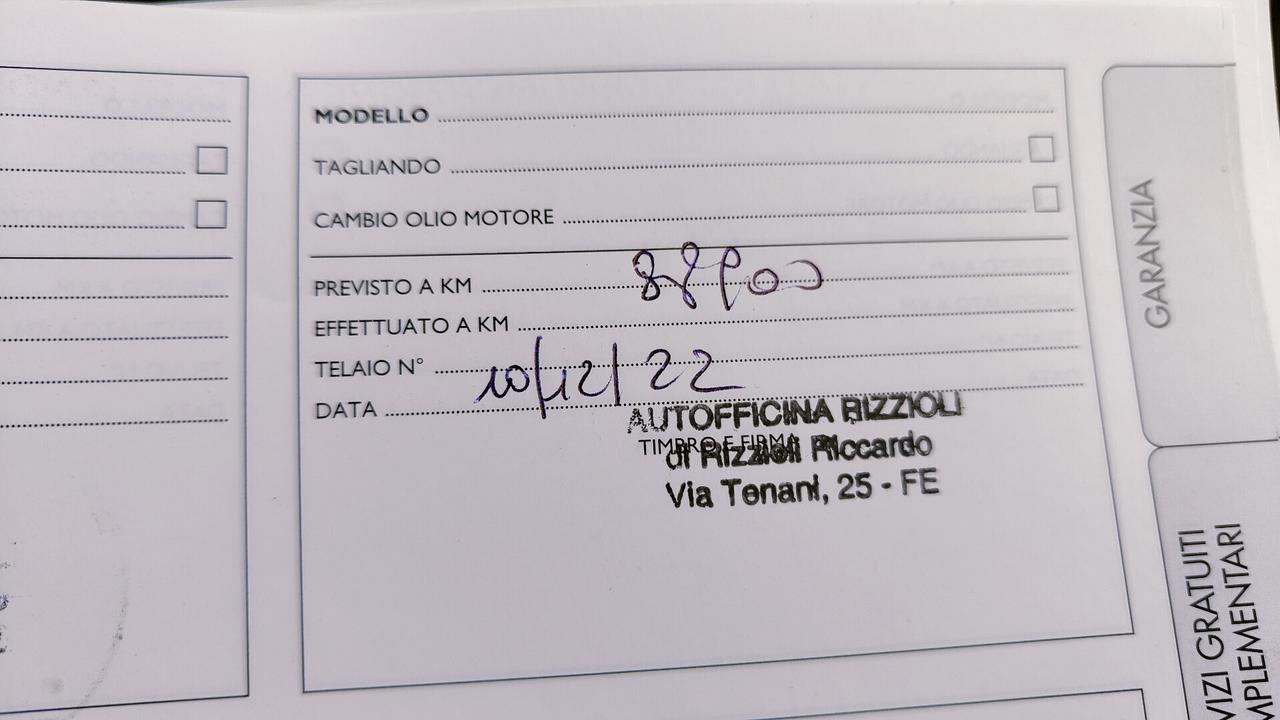 MODELLO
TAGLIANDO
CAMBIO OLIO MOTORE
PREVISTO A KM
EFFETTUATO A KM
TELAIO N°
DATA 10/12/22
TIMBRO E FIRMA
AUTOFFICINA RIZZIOLI
di Rizzioli Riccardo
Via Tenani, 25 - FE
GARANZIA
VIZI GRATUITI
MPLEMENTARI